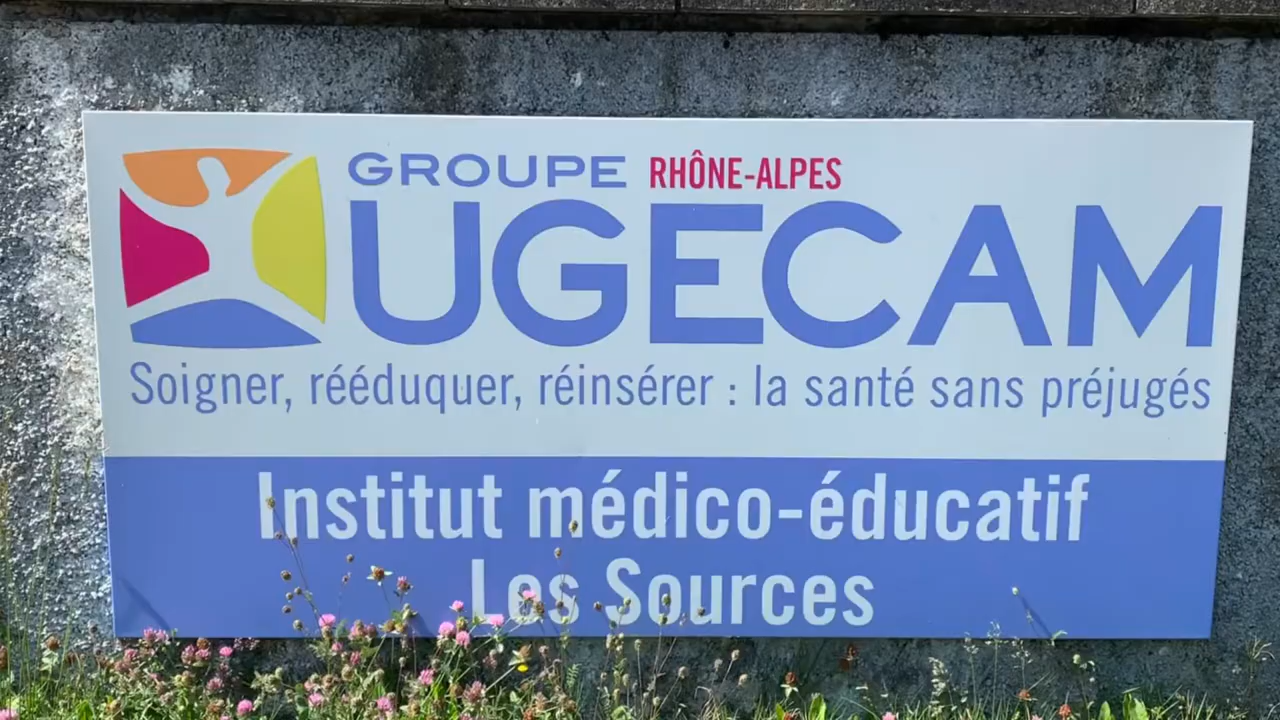 GROUPE RHÔNE-ALPES
UGECAM
Soigner, rééduquer, réinsérer : la santé sans préjugés
Institut médico-éducatif
Les Sources